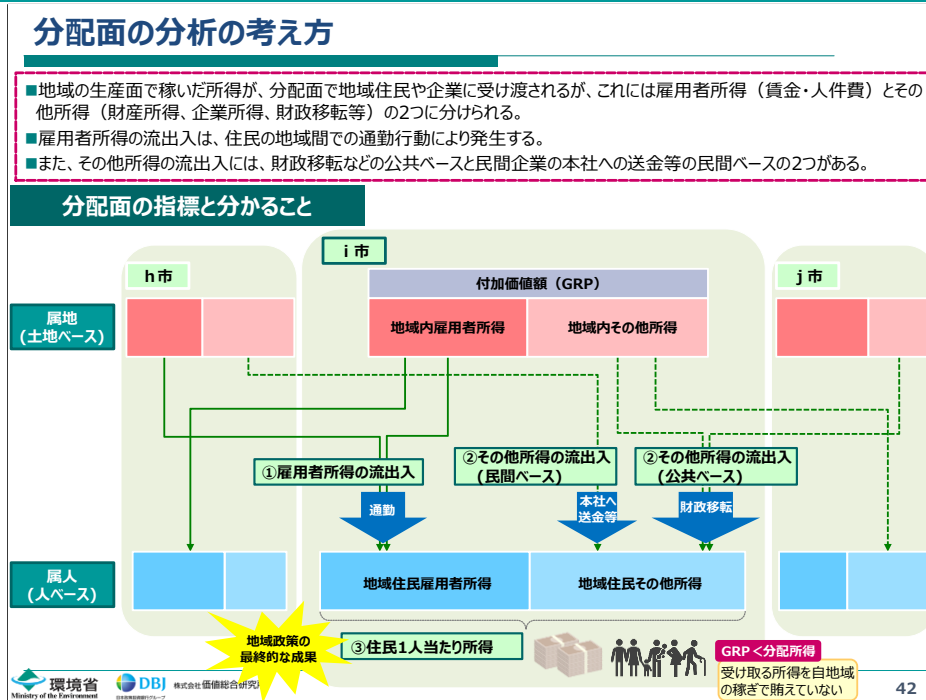 分配面の分析の考え方
■地域の生産面で稼いだ所得が、分配面で地域住民や企業に受け渡されるが、これには雇用者所得（賃金・人件費）とその
他所得（財産所得、企業所得、財政移転等）の2つに分けられる。
■雇用者所得の流出入は、住民の地域間での通勤行動により発生する。
■また、その他所得の流出入には、財政移転などの公共ベースと民間企業の本社への送金等の民間ベースの2つがある。
分配面の指標と分かること
h市
i 市
j 市
付加価値額（GRP）
属地
(土地ベース)
地域内雇用者所得
地域内その他所得
①雇用者所得の流出入
②その他所得の流出入
(民間ベース)
②その他所得の流出入
(公共ベース)
通勤
本社へ
送金等
財政移転
属人
(人ベース)
地域住民雇用者所得
地域住民その他所得
地域政策の
最終的な成果
③住民1人当たり所得
GRP＜分配所得
受け取る所得を自地域
の稼ぎで賄えていない
環境省
Ministry of the Environment
DBJ
株式会社価値総合研究
42